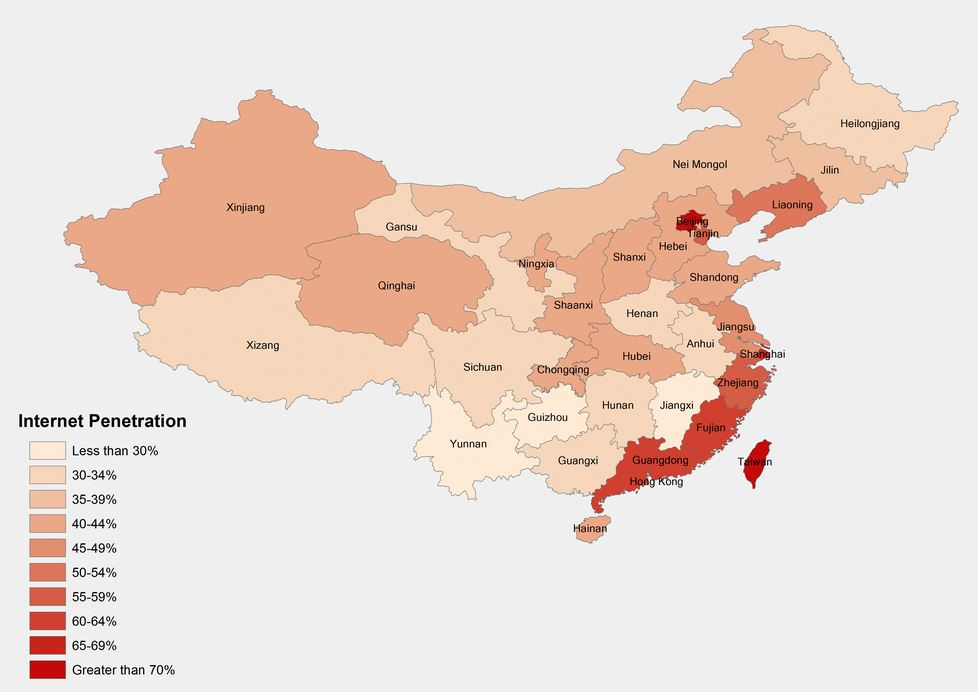 Heilongjiang
Nei Mongol
Jilin
Xinjiang
Liaoning
Beijing
Gansu
Tianjin
Hebei
Shanxi
Ningxia
Shandong
Qinghai
Shaanxi
Henan
Jiangsu
Xizang
Anhui
Shanghai
Hubei
Sichuan
Chongqing
Zhejiang
Hunan
Jiangxi
Guizhou
Fujian
Yunnan
Guangxi
Guangdong
Taiwan
Hong Kong
Hainan
Internet Penetration
Less than 30%
30-34%
35-39%
40-44%
45-49%
50-54%
55-59%
60-64%
65-69%
Greater than 70%